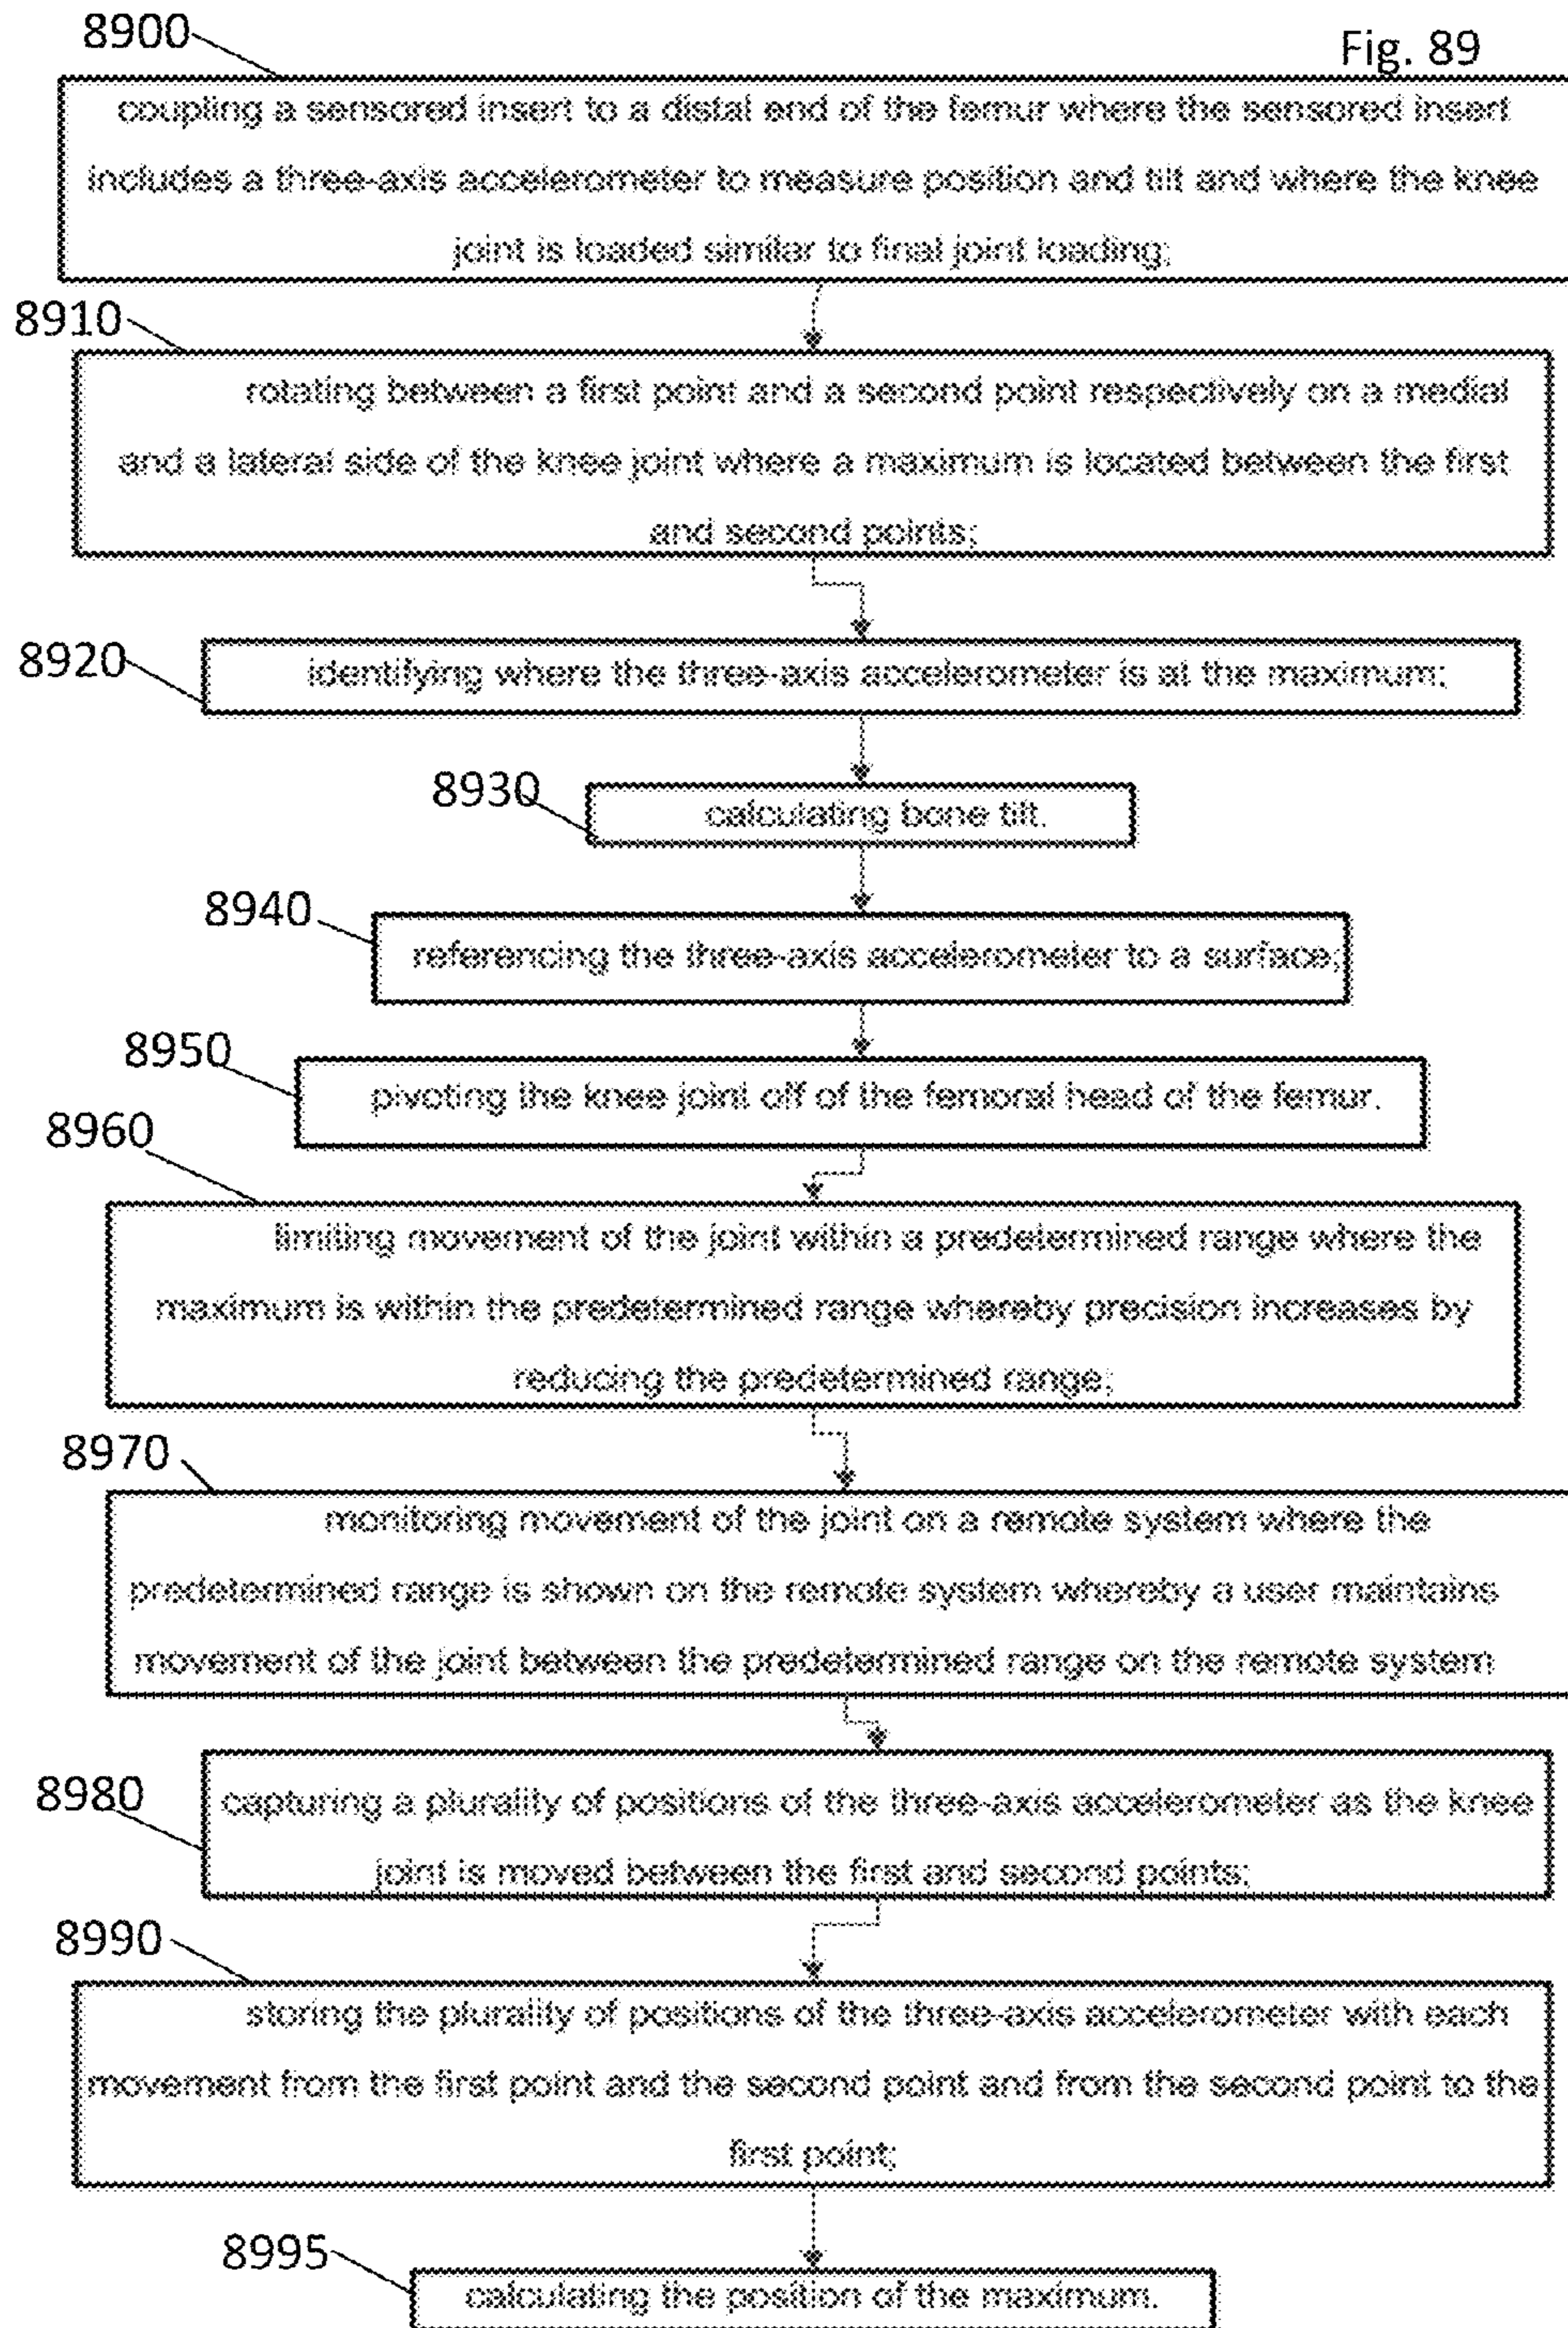 8900
Fig. 89
coupling a sensored insert to a distal end of the femur where the sensored insert
includes a three-axis accelerometer to measure position and tilt and where the knee
joint is loaded similar to final joint loading;
8910
rotating between a first point and a second point respectively on a medial
and a lateral side of the knee joint where a maximum is located between the first
and second points;
8920
identifying where the three-axis accelerometer is at the maximum;
8930
calculating bone tilt.
8940
referencing the three-axis accelerometer to a surface;
8950
pivoting the knee joint off of the femoral head of the femur.
8960
limiting movement of the joint within a predetermined range where the
maximum is within the predetermined range whereby precision increases by
reducing the predetermined range;
8970
monitoring movement of the joint on a remote system where the
predetermined range is shown on the remote system whereby a user maintains
movement of the joint between the predetermined range on the remote system
8980
capturing a plurality of positions of the three-axis accelerometer as the knee
joint is moved between the first and second points;
8990
storing the plurality of positions of the three-axis accelerometer with each
movement from the first point and the second point and from the second point to the
first point;
8995
calculating the position of the maximum.